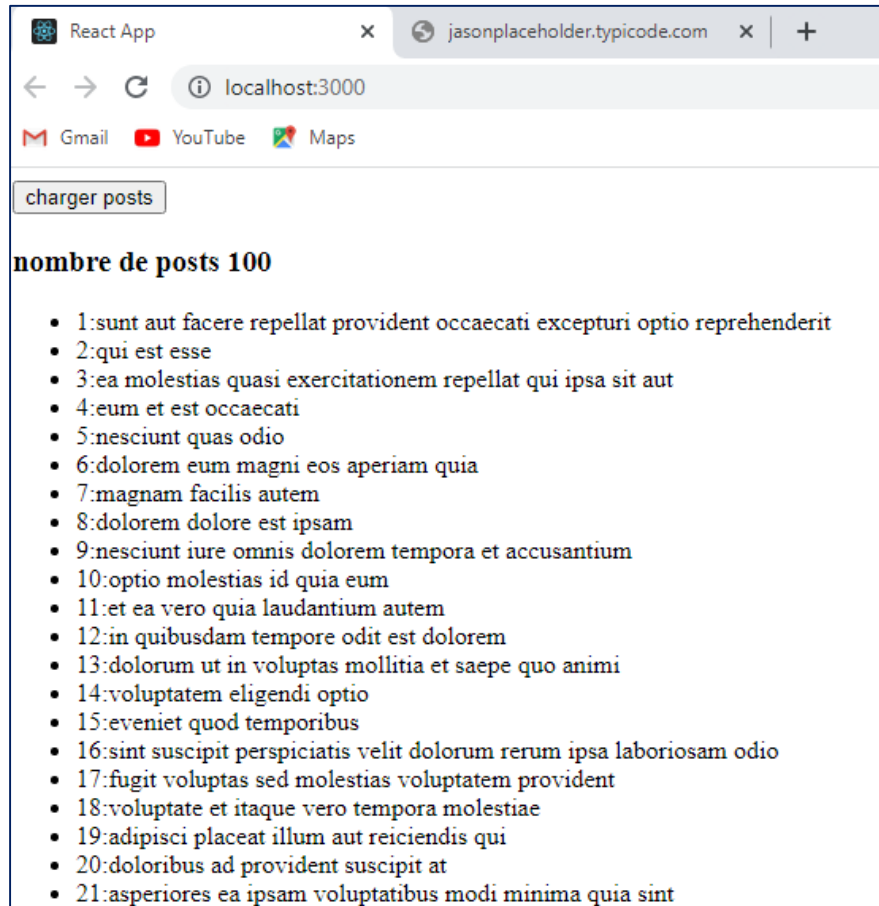 React App
jasonplaceholder.typicode.com
localhost:3000
Gmail YouTube Maps
charger posts
nombre de posts 100
1:sunt aut facere repellat provident occaecati excepturi optio reprehenderit
2:qui est esse
3:ea molestias quasi exercitationem repellat qui ipsa sit aut
4:eum et est occaecati
5:nesciunt quas odio
6:dolorem eum magni eos aperiam quia
7:magnam facilis autem
8:dolorem dolore est ipsam
9:nesciunt iure omnis dolorem tempora et accusantium
10:optio molestias id quia eum
11:et ea vero quia laudantium autem
12:in quibusdam tempore odit est dolorem
13:dolorum ut in voluptas mollitia et saepe quo animi
14:voluptatem eligendi optio
15:eveniet quod temporibus
16:sint suscipit perspiciatis velit dolorum rerum ipsa laboriosam odio
17:fugit voluptas sed molestias voluptatem provident
18:voluptate et itaque vero tempora molestiae
19:adipisci placeat illum aut reiciendis qui
20:doloribus ad provident suscipit at
21:asperiores ea ipsam voluptatibus modi minima quia sint